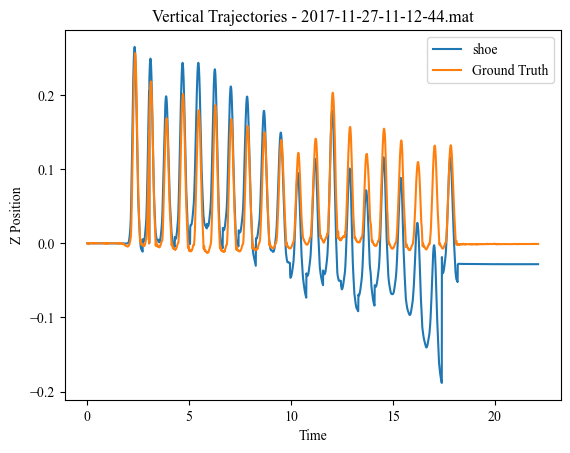 Vertical Trajectories - 2017-11-27-11-12-44.mat
shoe
Ground Truth
Z Position
0.2
0.1
0.0
−0.1
−0.2
0
5
10
15
20
Time